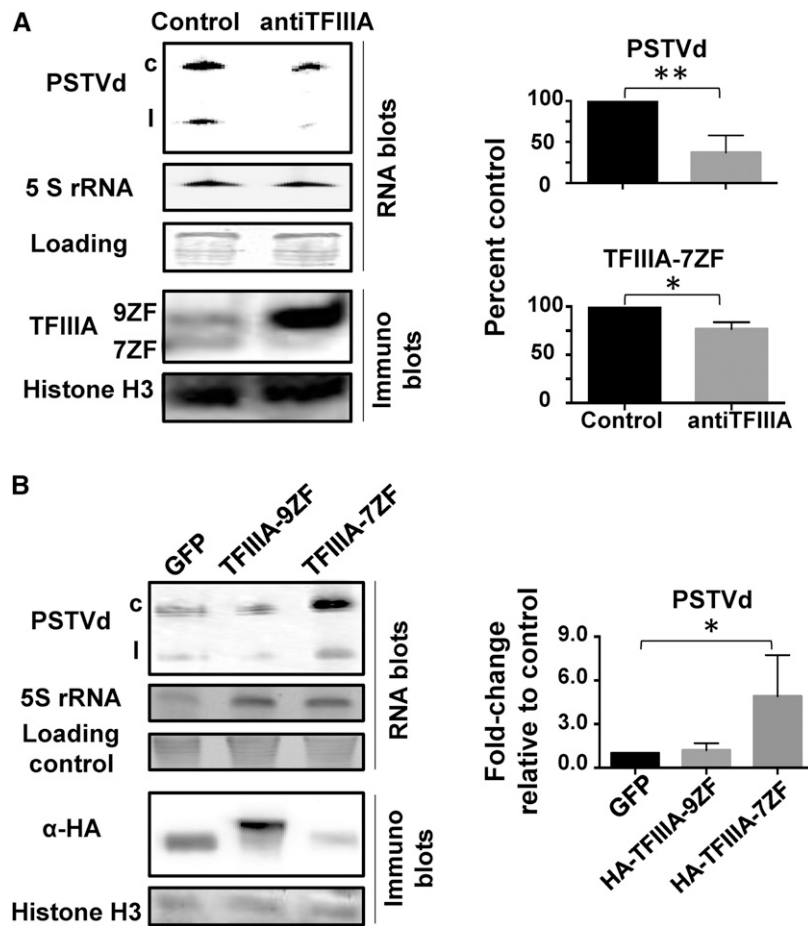 A
Control antiTFIIIA
PSTVd
c
l
5 S rRNA
Loading
RNA blots
TFIIIA
9ZF
7ZF
Histone H3
Immuno
blots
PSTVd
**
100
50
0
Percent control
TFIIIA-7ZF
*
100
50
0
Control antiTFIIIA
B
GFP
TFIIIA-9ZF
TFIIIA-7ZF
PSTVd
c
l
5S rRNA
Loading
control
RNA blots
α-HA
Histone H3
Immuno
blots
PSTVd
*
Fold-change
relative to control
9.0
6.0
3.0
0.0
GFP
HA-TFIIIA-9ZF
HA-TFIIIA-7ZF